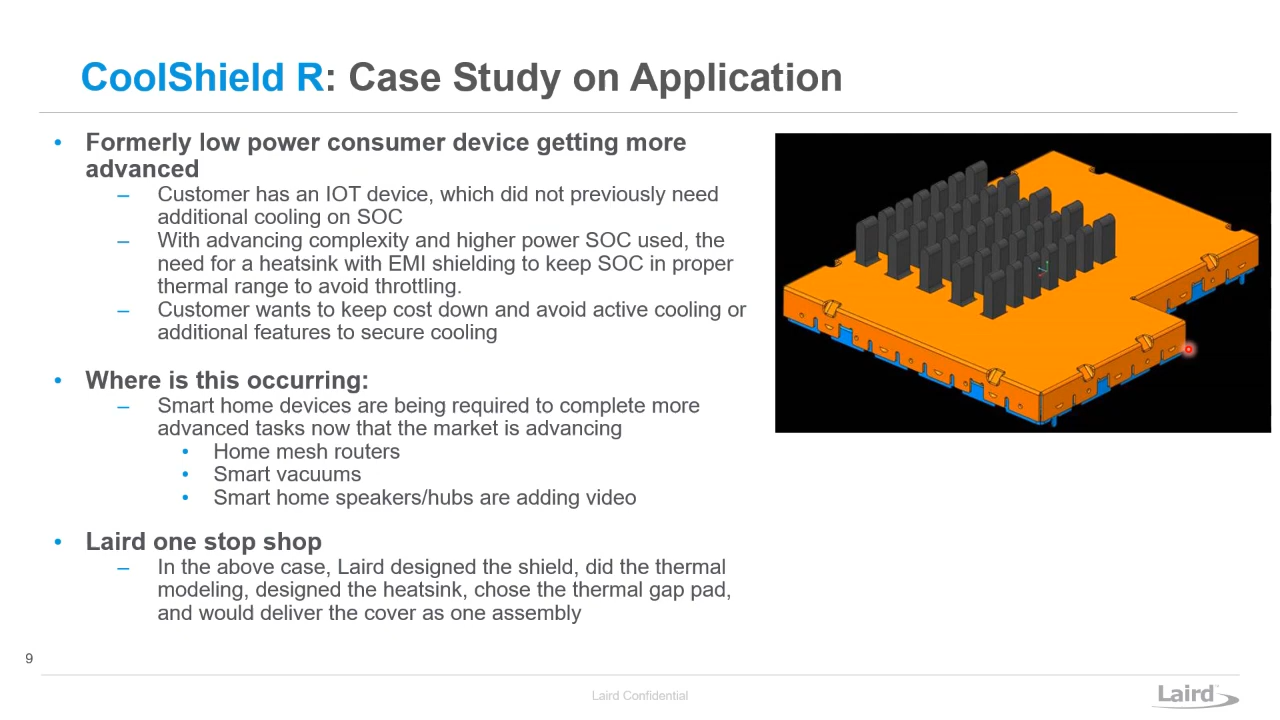 CoolShield R: Case Study on Application
• Formerly low power consumer device getting more
advanced
– Customer has an IOT device, which did not previously need
additional cooling on SOC
– With advancing complexity and higher power SOC used, the
need for a heatsink with EMI shielding to keep SOC in proper
thermal range to avoid throttling.
– Customer wants to keep cost down and avoid active cooling or
additional features to secure cooling
• Where is this occurring:
– Smart home devices are being required to complete more
advanced tasks now that the market is advancing
• Home mesh routers
• Smart vacuums
• Smart home speakers/hubs are adding video
• Laird one stop shop
– In the above case, Laird designed the shield, did the thermal
modeling, designed the heatsink, chose the thermal gap pad,
and would deliver the cover as one assembly
9
Laird Confidential
Laird™